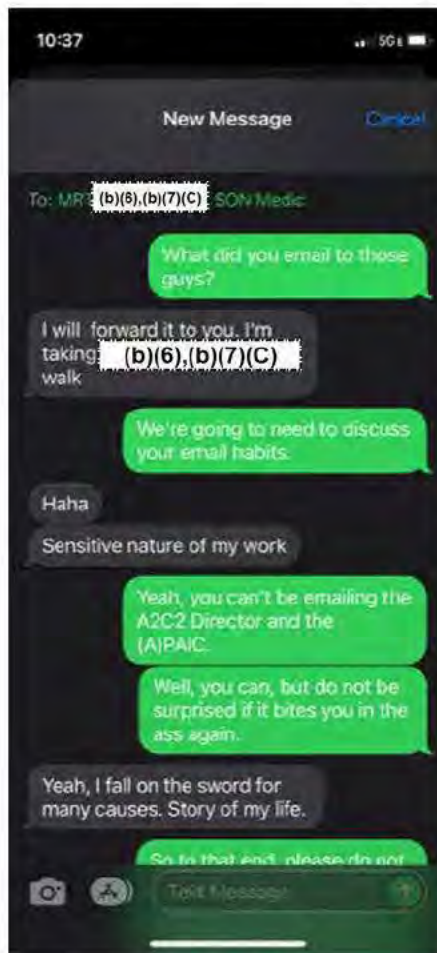 10:37
5GE
New Message
Cancel
To: MR (b)(6),(b)(7)(C) SON Medic
What did you email to those
guys?
I will forward it to you. I'm
taking (b)(6),(b)(7)(C)
walk
We're going to need to discuss
your email habits.
Haha
Sensitive nature of my work
Yeah, you can't be emailing the
A2C2 Director and the
(A)PAIC.
Well, you can, but do not be
surprised if it bites you in the
ass again.
Yeah, I fall on the sword for
many causes. Story of my life.
So to that end, please do not
Text Message